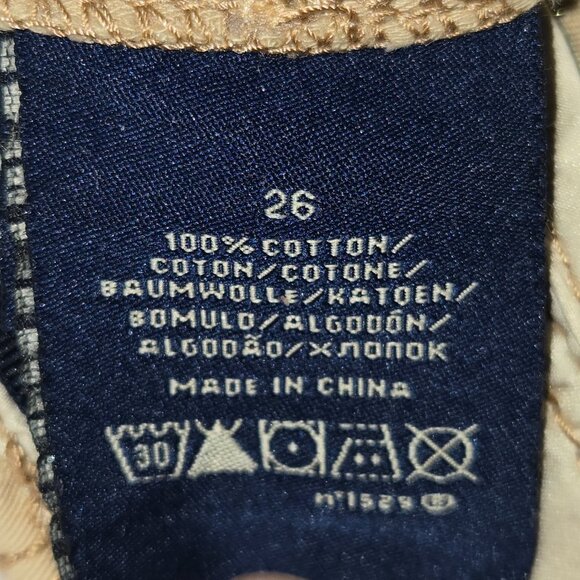 26
100% COTTON/
COTON/COTONE/
BAUMWOLLE/KATOEN/
BOMULD/ALGODÓN/
ALGODÃO/ХЛОПОК
MADE IN CHINA
30